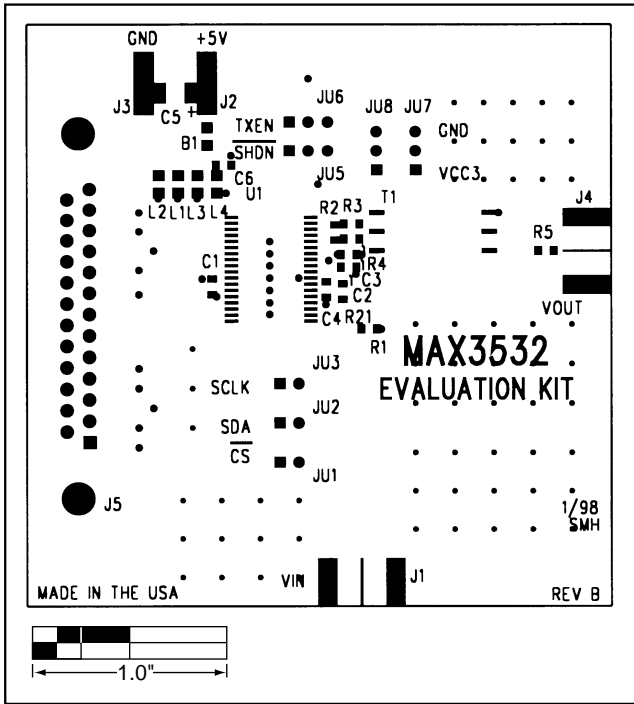 GND +5V
J3 C5 + J2
JU6 JU8 JU7
TXEN GND
B1 SHDN
JU5 VCC3
C6
U1
L2 L1 L3 L4
R2 R3 T1 J4
R5
C1 R4
C3
C2
VOUT
C4 R21
R1
MAX3532
EVALUATION KIT
JU3
SCLK
JU2
SDA
CS
JU1
J5
1/98
SMH
VIN J1
MADE IN THE USA REV B
1.0"